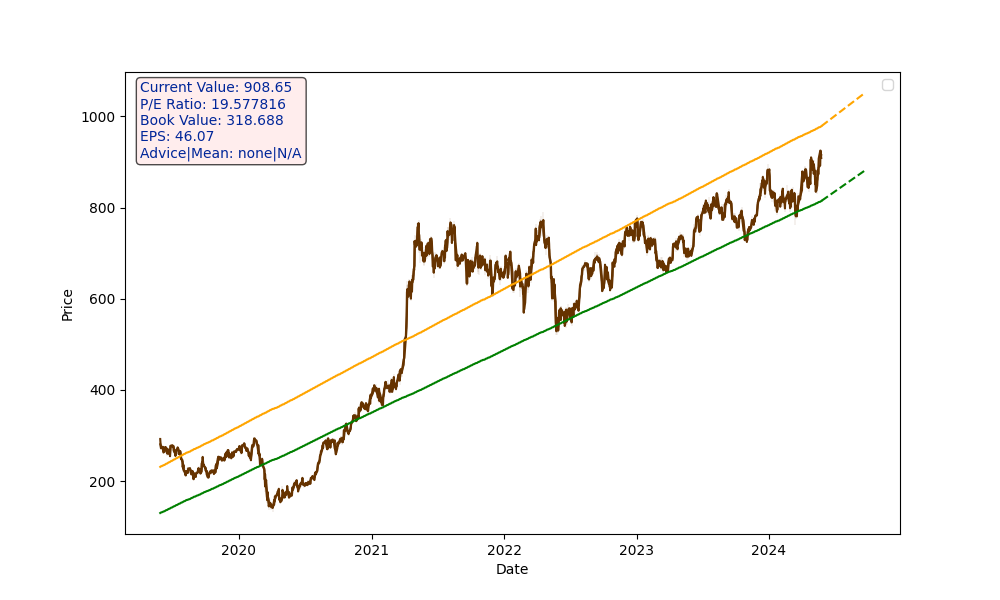 Current Value: 908.65
P/E Ratio: 19.577816
Book Value: 318.688
EPS: 46.07
Advice|Mean: none|N/A
1000
800
600
400
200
Price
2020
2021
2022
2023
2024
Date